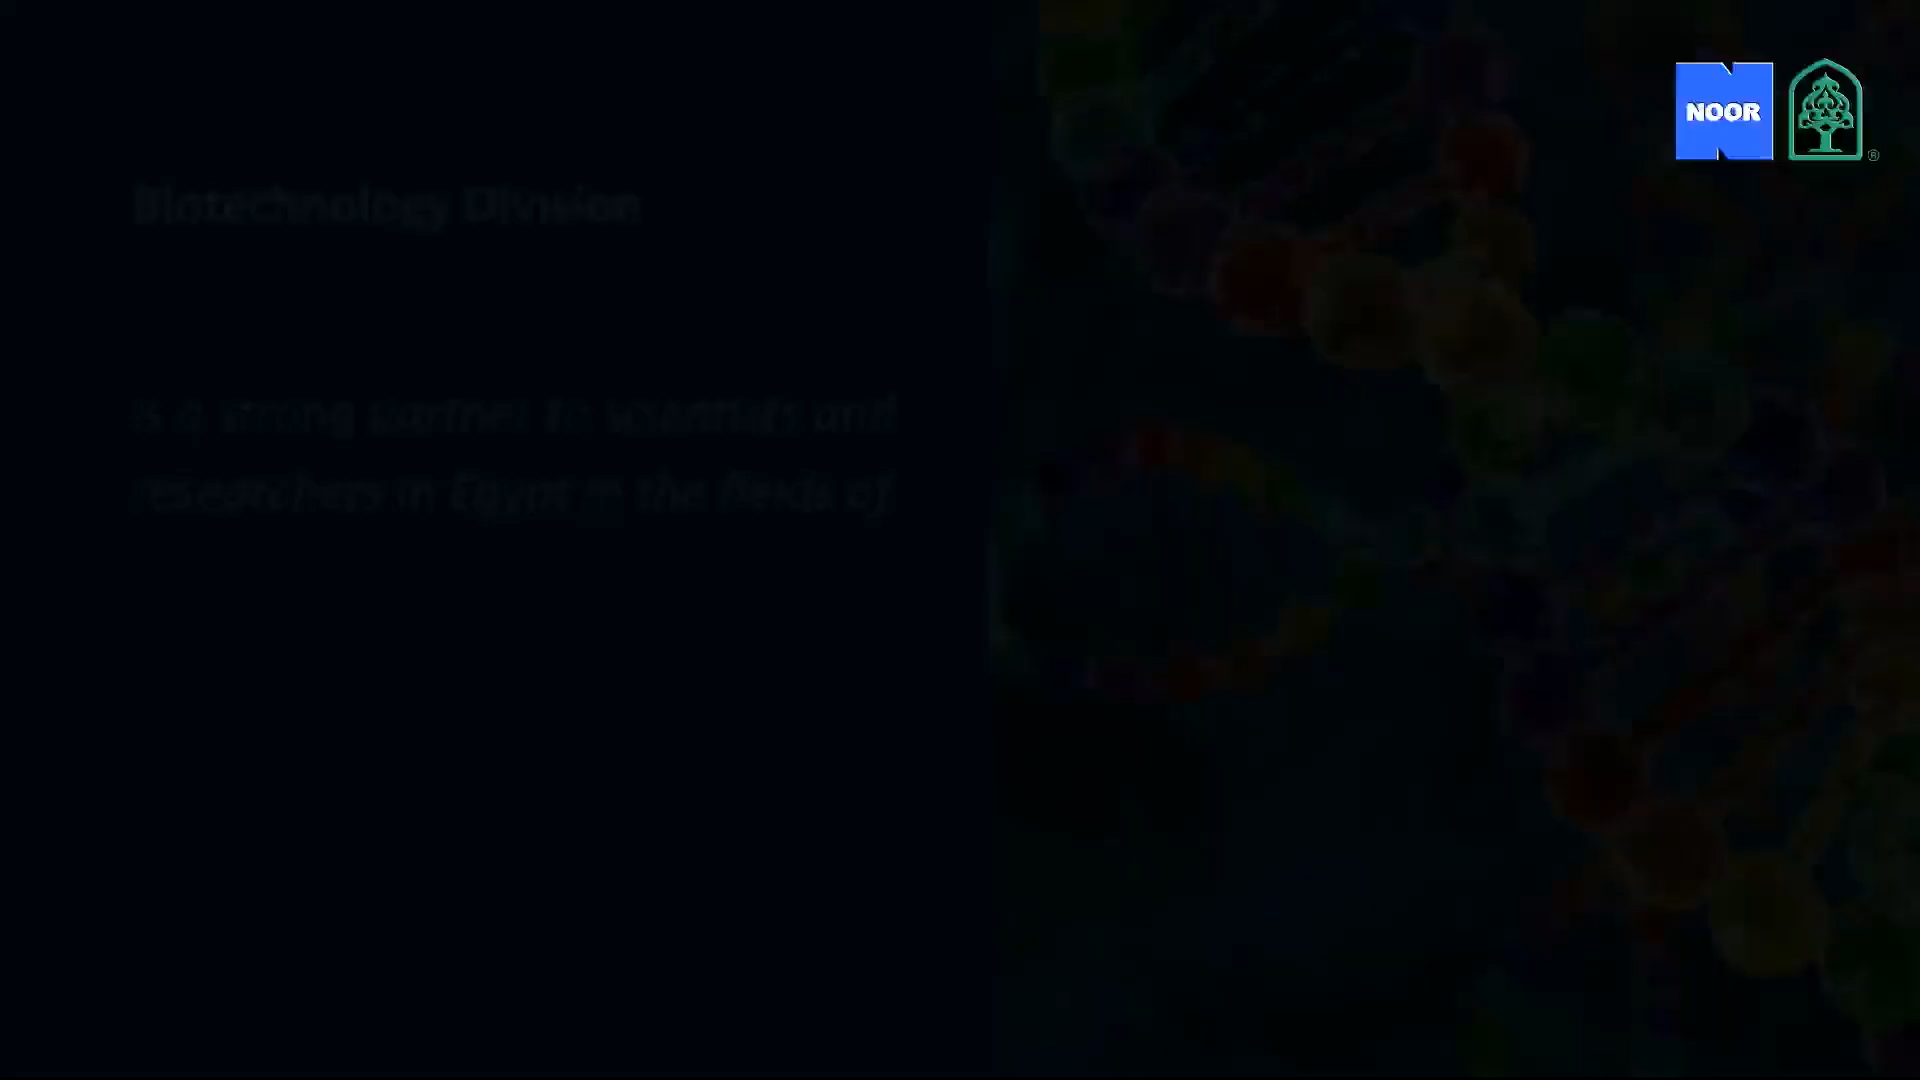 NOOR
®
Biotechnology Division
is a strong partner to scientists and
researchers in Egypt in the fields of